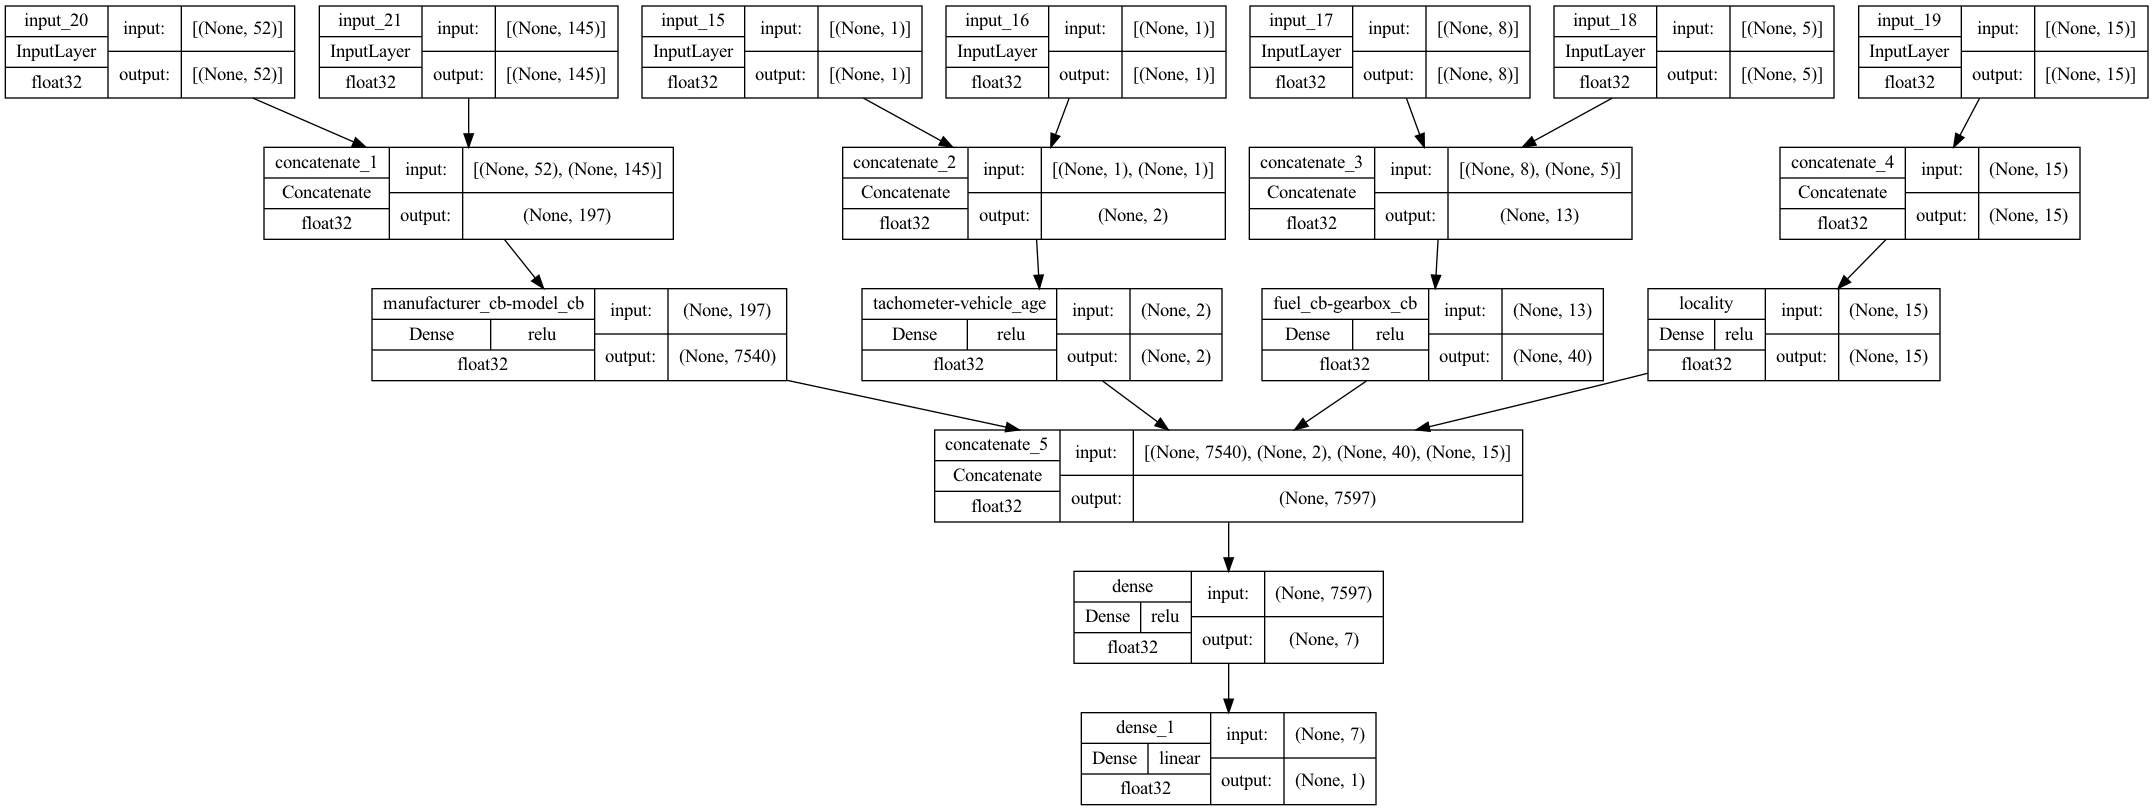 input_20
InputLayer
float32
input:
[(None, 52)]
output:
[(None, 52)]
input_21
InputLayer
float32
input:
[(None, 145)]
output:
[(None, 145)]
input_15
InputLayer
float32
input:
[(None, 1)]
output:
[(None, 1)]
input_16
InputLayer
float32
input:
[(None, 1)]
output:
[(None, 1)]
input_17
InputLayer
float32
input:
[(None, 8)]
output:
[(None, 8)]
input_18
InputLayer
float32
input:
[(None, 5)]
output:
[(None, 5)]
input_19
InputLayer
float32
input:
[(None, 15)]
output:
[(None, 15)]
concatenate_1
Concatenate
float32
input:
[(None, 52), (None, 145)]
output:
(None, 197)
concatenate_2
Concatenate
float32
input:
[(None, 1), (None, 1)]
output:
(None, 2)
concatenate_3
Concatenate
float32
input:
[(None, 8), (None, 5)]
output:
(None, 13)
concatenate_4
Concatenate
float32
input:
(None, 15)
output:
(None, 15)
manufacturer_cb-model_cb
Dense relu
float32
input:
(None, 197)
output:
(None, 7540)
tachometer-vehicle_age
Dense relu
float32
input:
(None, 2)
output:
(None, 2)
fuel_cb-gearbox_cb
Dense relu
float32
input:
(None, 13)
output:
(None, 40)
locality
Dense relu
float32
input:
(None, 15)
output:
(None, 15)
concatenate_5
Concatenate
float32
input:
[(None, 7540), (None, 2), (None, 40), (None, 15)]
output:
(None, 7597)
dense
Dense relu
float32
input:
(None, 7597)
output:
(None, 7)
dense_1
Dense linear
float32
input:
(None, 7)
output:
(None, 1)